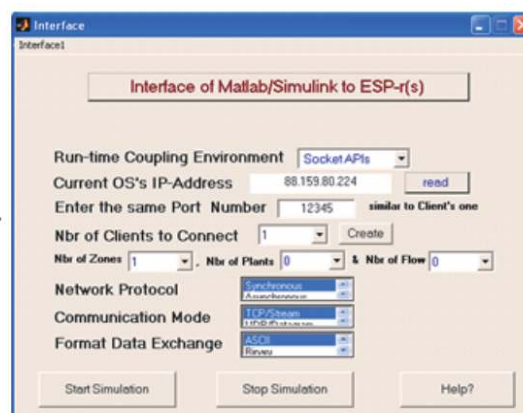 Interface
Interface1
Interface of Matlab/Simulink to ESP-r(s)
Run-time Coupling Environment Socket APIs
Current OS's IP-Address 88.159.80.224 read
Enter the same Port Number 12345 similar to Client's one
Nbr of Clients to Connect 1 Create
Nbr of Zones 1 , Nbr of Plants 0 & Nbr of Flow 0
Network Protocol Synchronous
Asynchronous
Communication Mode TCP/Stream
UDP/Datagram
Format Data Exchange ASCII
Start Simulation Stop Simulation Help?